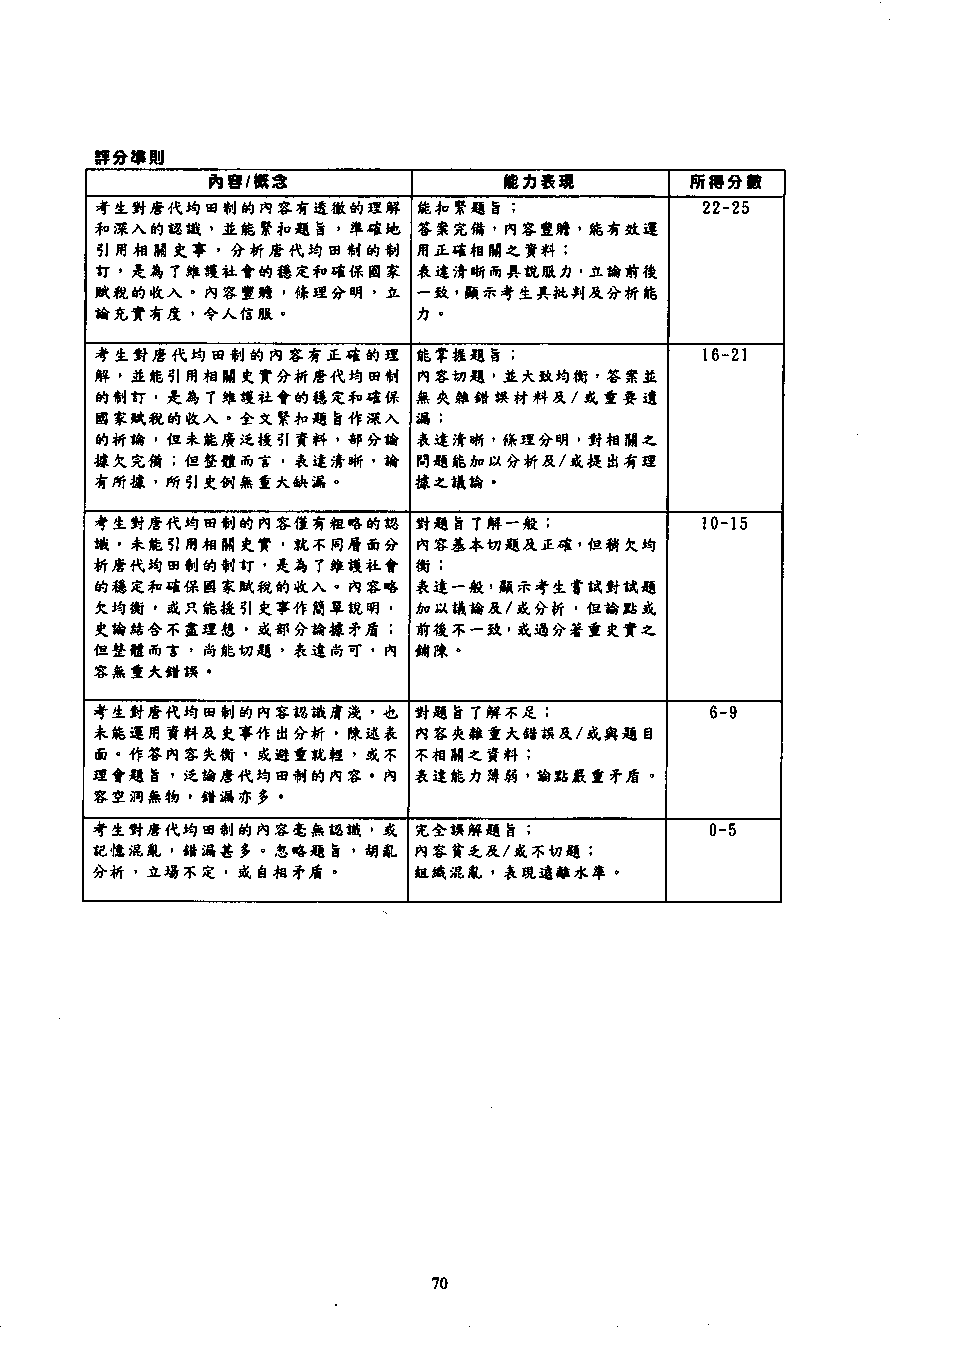 評分準則
內容/概念 能力表現 所得分數
考生對唐代均田制的內容有透徹的理解
和深入的認識，並能緊扣題旨，準確地
引用相關史事，分析唐代均田制的制
訂，是為了維護社會的穩定和確保國家
賦稅的收入。內容豐贍，條理分明，立
論充實有度，令人信服。
能扣緊題旨；
答案完備，內容豐贍，能有效運
用正確相關之資料；
表達清晰而具說服力，立論前後
一致，顯示考生具批判及分析能
力。
22-25
考生對唐代均田制的內容有正確的理
解，並能引用相關史實分析唐代均田制
的制訂，是為了維護社會的穩定和確保
國家賦稅的收入。全文緊扣題旨作深入
的析論，但未能廣泛援引資料，部分論
據欠完備；但整體而言，表達清晰，論
有所據，所引史例無重大缺漏。
能掌握題旨；
內容切題，並大致均衡，答案並
無夾雜錯誤材料及/或重要遺
漏；
表達清晰，條理分明，對相關之
問題能加以分析及/或提出有理
據之議論。
16-21
考生對唐代均田制的內容僅有粗略的認
識，未能引用相關史實，就不同層面分
析唐代均田制的制訂，是為了維護社會
的穩定和確保國家賦稅的收入。內容略
欠均衡，或只能援引史事作簡單說明，
史論結合不盡理想，或部分論據矛盾；
但整體而言，尚能切題，表達尚可，內
容無重大錯誤。
對題旨了解一般；
內容基本切題及正確，但稍欠均
衡；
表達一般，顯示考生嘗試對試題
加以議論及/或分析，但論點或
前後不一致，或過分著重史實之
鋪陳。
10-15
考生對唐代均田制的內容認識膚淺，也
未能運用資料及史事作出分析，陳述表
面。作答內容失衡，或避重就輕，或不
理會題旨，泛論唐代均田制的內容。內
容空洞無物，錯漏亦多。
對題旨了解不足；
內容夾雜重大錯誤及/或與題目
不相關之資料；
表達能力薄弱，論點嚴重矛盾。
6-9
考生對唐代均田制的內容毫無認識，或
記憶混亂，錯漏甚多。忽略題旨，胡亂
分析，立場不定，或自相矛盾。
完全誤解題旨；
內容貧乏及/或不切題；
組織混亂，表現遠離水準。
0-5
70